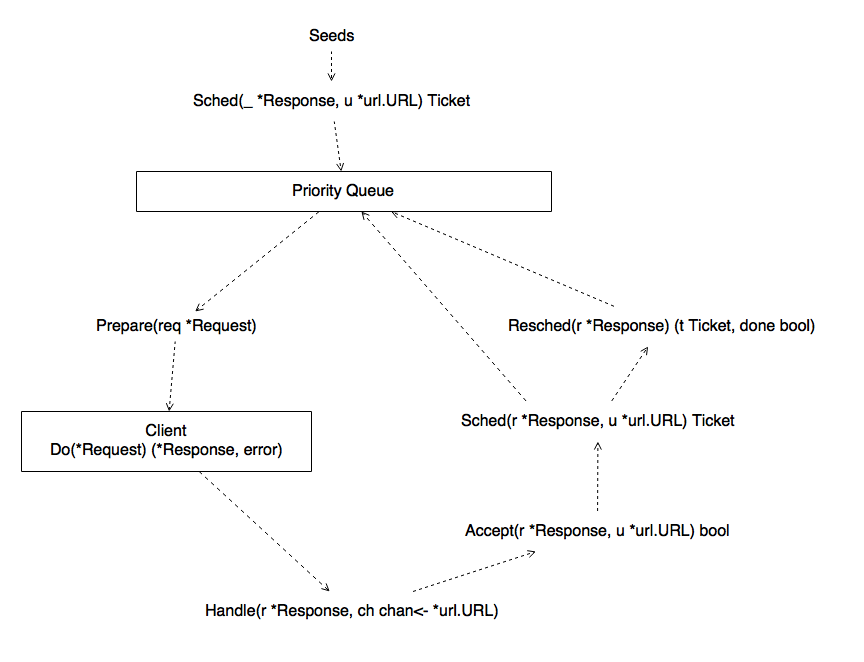 Seeds
Sched(_ *Response, u *url.URL) Ticket
Priority Queue
Prepare(req *Request)
Resched(r *Response) (t Ticket, done bool)
Client
Do(*Request) (*Response, error)
Sched(r *Response, u *url.URL) Ticket
Accept(r *Response, u *url.URL) bool
Handle(r *Response, ch chan<- *url.URL)